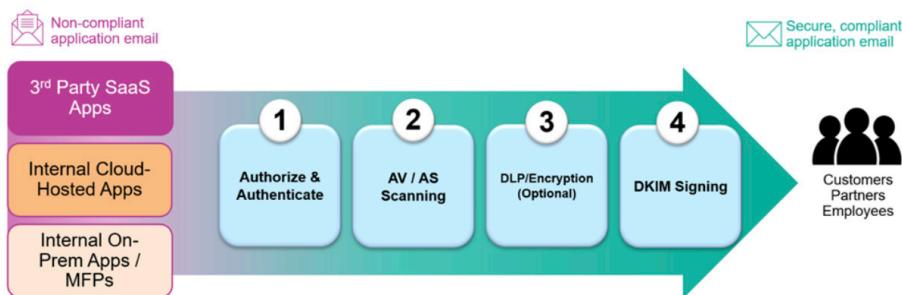 Non-compliant
application email
Secure, compliant
application email
3rd Party SaaS
Apps
Internal Cloud-
Hosted Apps
Internal On-
Prem Apps /
MFPs
1
Authorize &
Authenticate
2
AV / AS
Scanning
3
DLP/Encryption
(Optional)
4
DKIM Signing
Customers
Partners
Employees